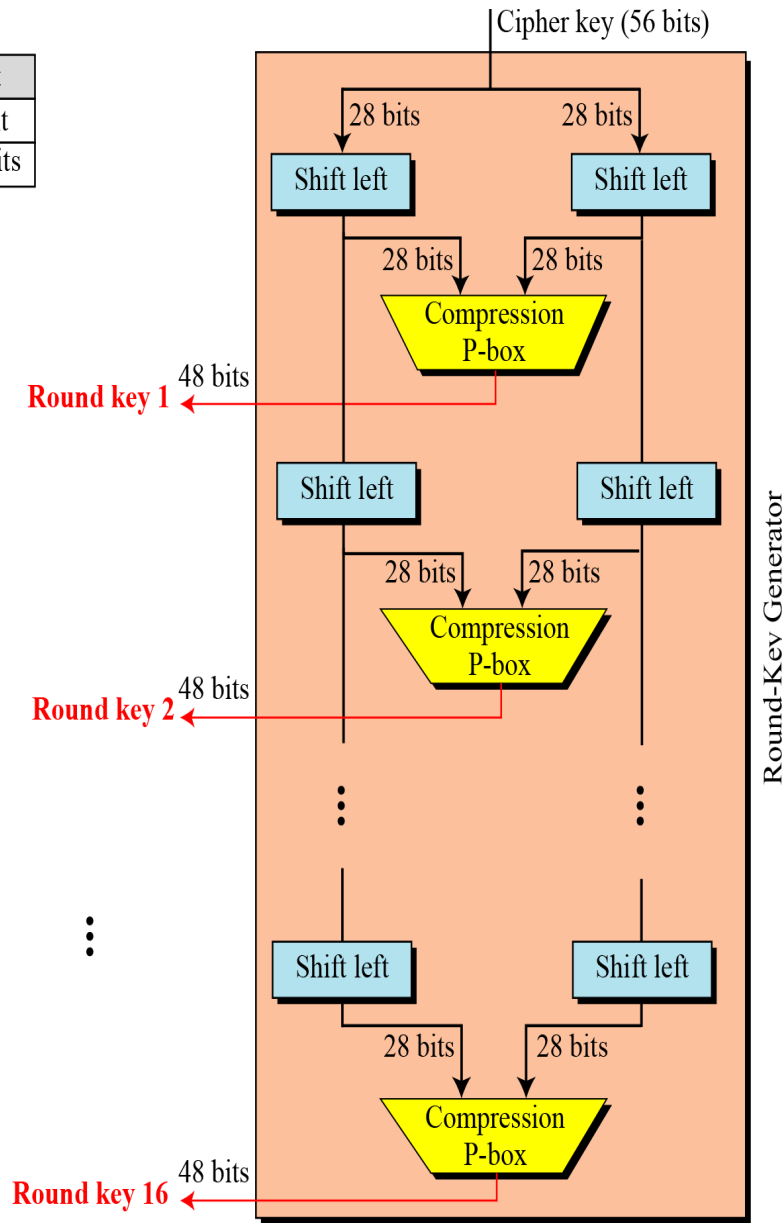 Cipher key (56 bits)
t
t
its
28 bits
28 bits
Shift left
Shift left
28 bits
28 bits
Compression
P-box
48 bits
Round key 1
Shift left
Shift left
28 bits
28 bits
Compression
P-box
48 bits
Round key 2
Round-Key Generator
Shift left
Shift left
28 bits
28 bits
Compression
P-box
48 bits
Round key 16